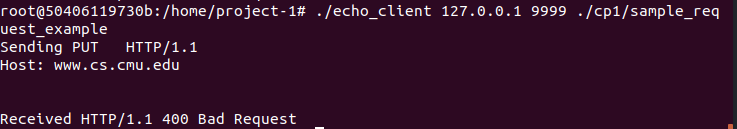 root@50406119730b:/home/project-1# ./echo_client 127.0.0.1 9999 ./cp1/sample_req
uest_example
Sending PUT   HTTP/1.1
Host: www.cs.cmu.edu
Received HTTP/1.1 400 Bad Request